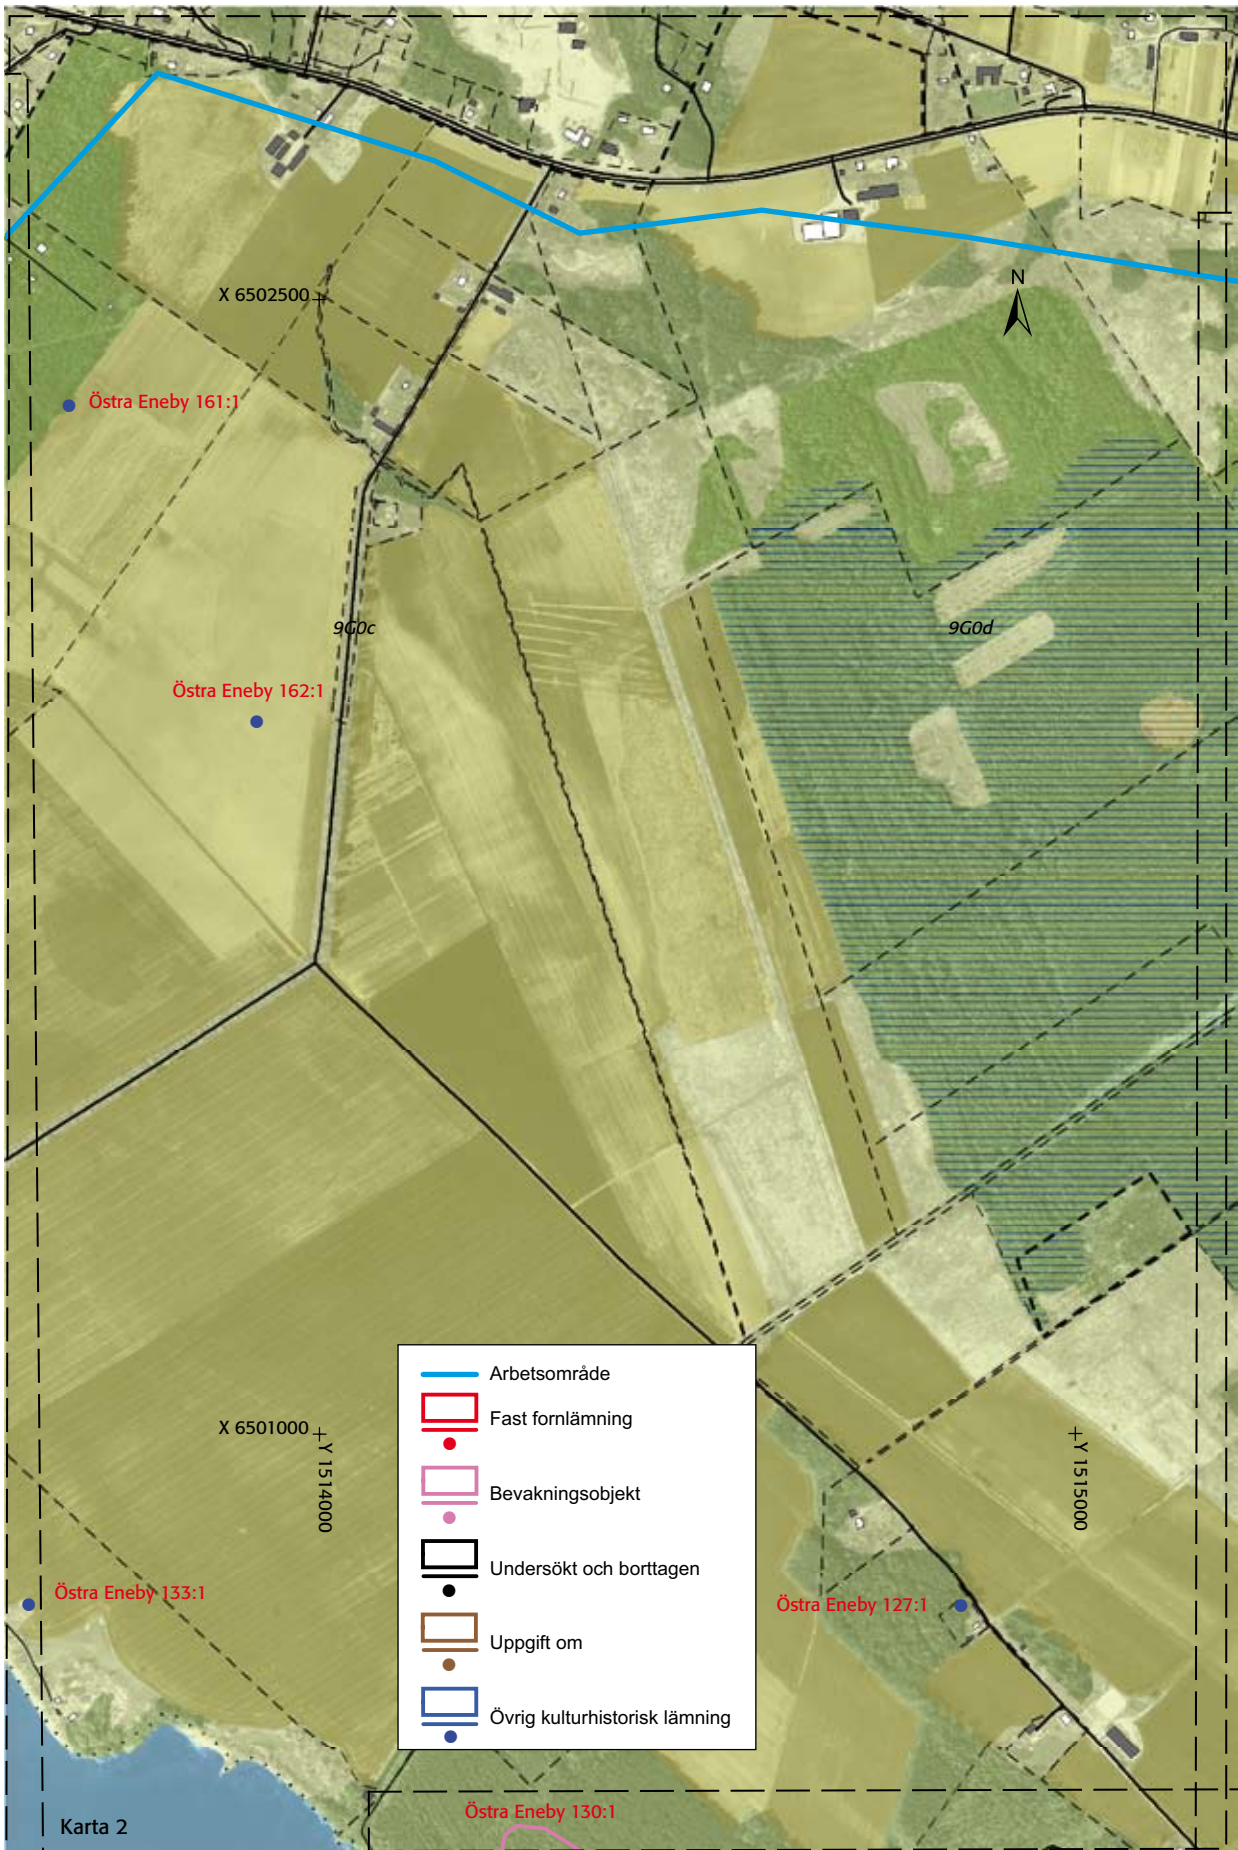 N
X 6502500
Östra Eneby 161:1
9G0c
9G0d
Östra Eneby 162:1
Arbetsområde
Fast fornlämning
Bevakningsobjekt
Undersökt och borttagen
Uppgift om
Övrig kulturhistorisk lämning
X 6501000
Y 1514000
Y 1515000
Östra Eneby 133:1
Östra Eneby 127:1
Östra Eneby 130:1
Karta 2